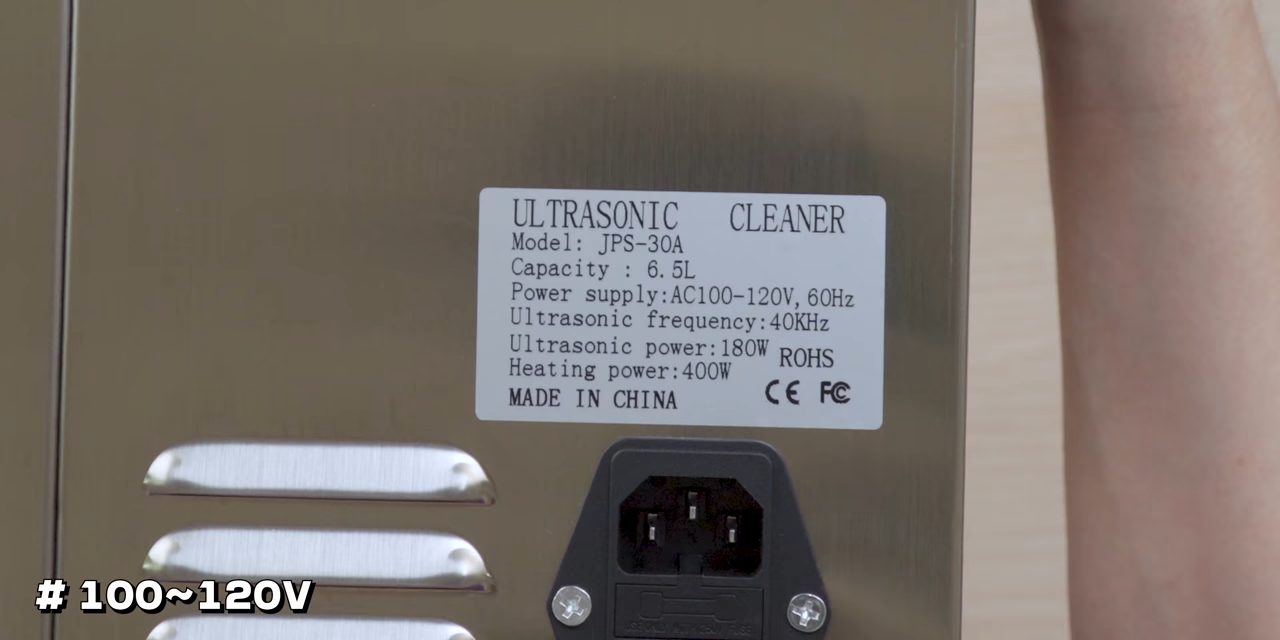 ULTRASONIC CLEANER
Model: JPS-30A
Capacity : 6.5L
Power supply:AC100-120V, 60Hz
Ultrasonic frequency:40KHz
Ultrasonic power:180W
ROHS
Heating power:400W
CE FC
MADE IN CHINA
# 100~120V